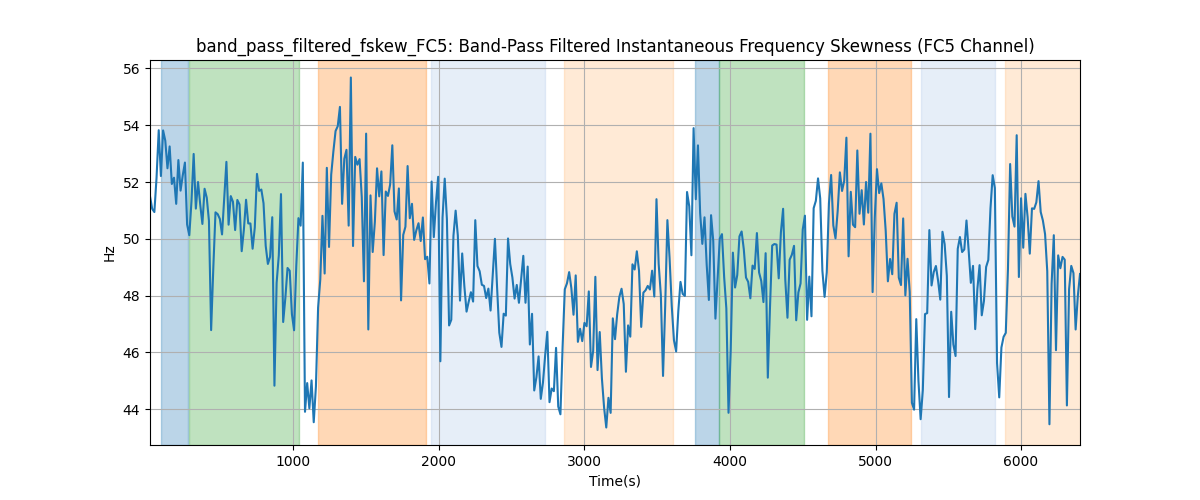 band_pass_filtered_fskew_FC5: Band-Pass Filtered Instantaneous Frequency Skewness (FC5 Channel)
56
54
52
50
48
46
44
Hz
1000 2000 3000 4000 5000 6000
Time(s)